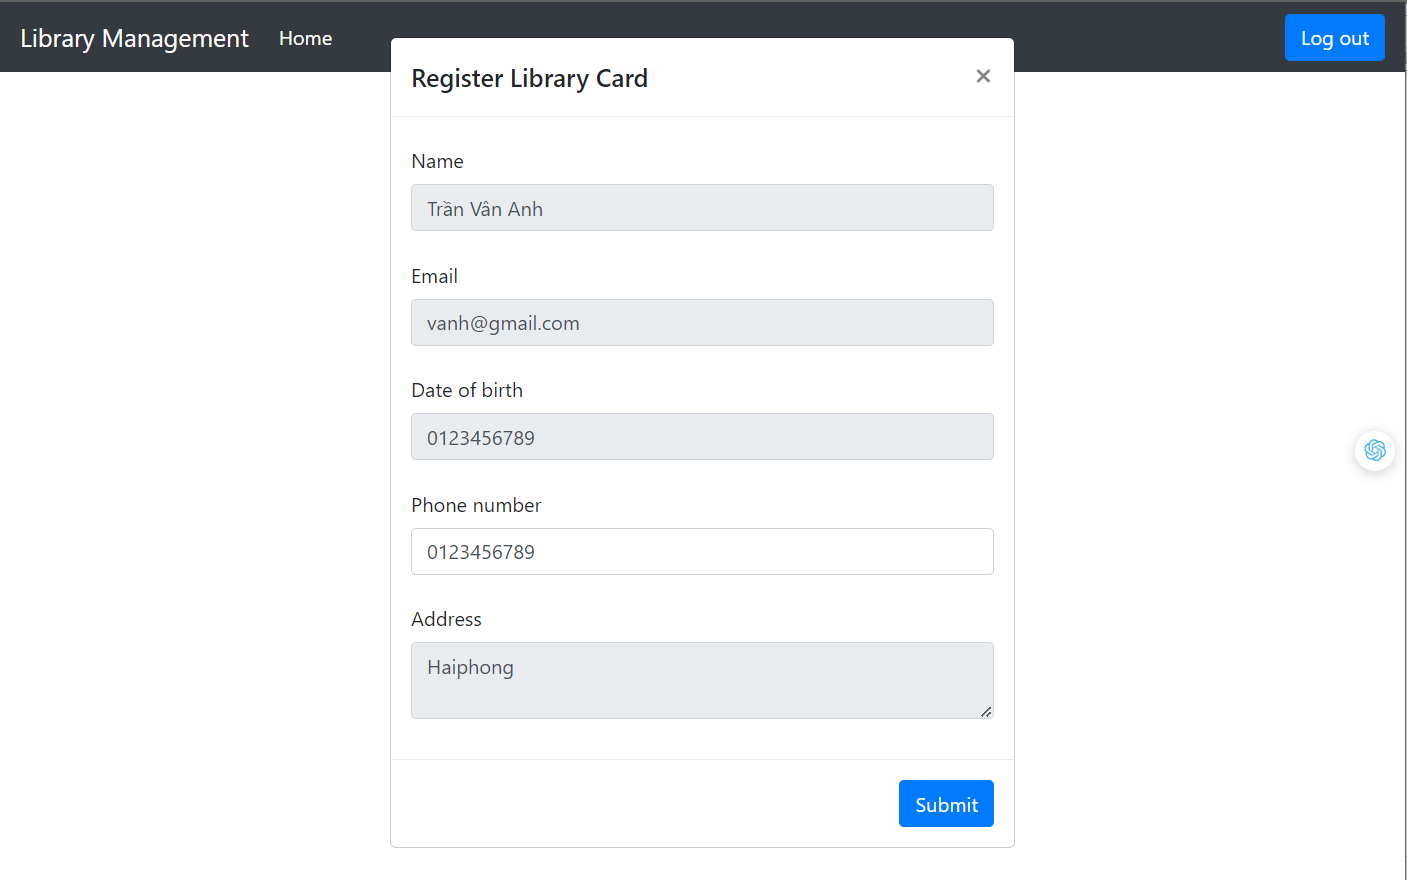 Library Management Home Log out
Register Library Card ×
Name
Trần Vân Anh
Email
vanh@gmail.com
Date of birth
0123456789
Phone number
0123456789
Address
Haiphong
Submit